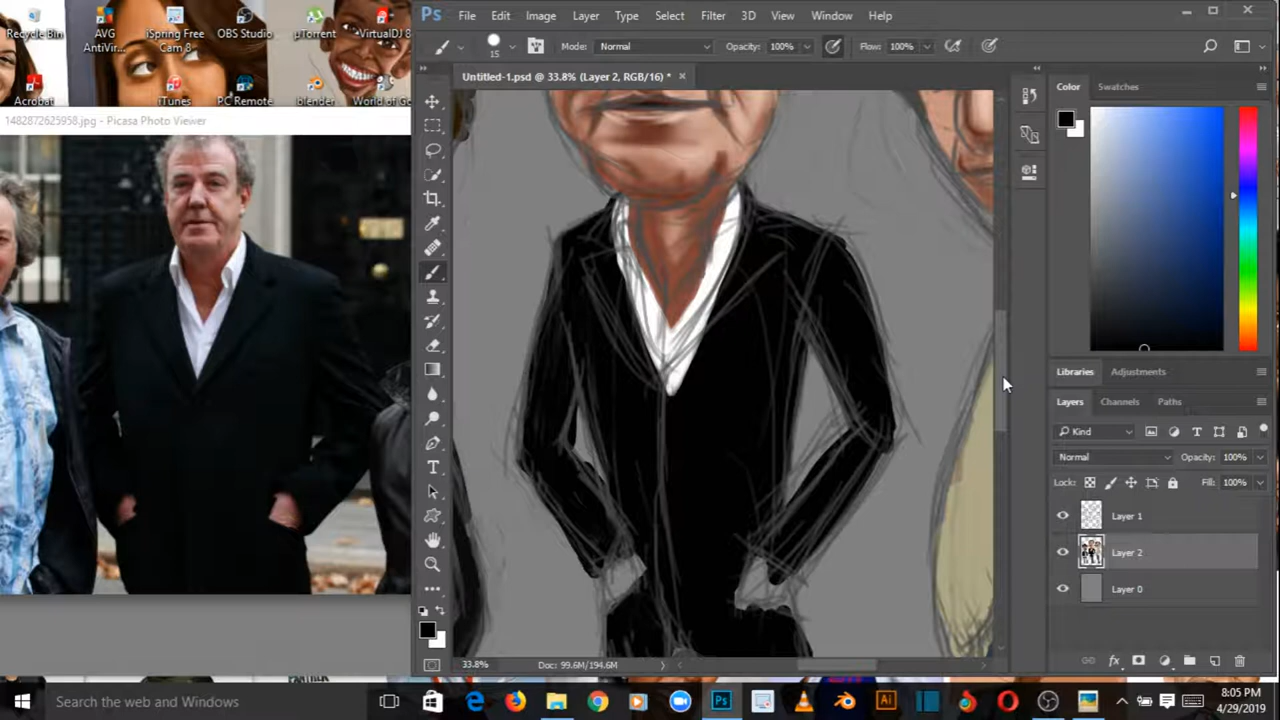 Recycle Bin
AVG AntiVir...
iSpring Free Cam 8
OBS Studio
µTorrent
VirtualDJ 8
Acrobat
iTunes
PC Remote
blender
1482872625958.jpg - Picasa Photo Viewer
Ps File Edit Image Layer Type Select Filter 3D View Window Help
15 Mode: Normal Opacity: 100% Flow: 100%
Untitled-1.psd @ 33.8% (Layer 2, RGB/16) *
Color Swatches
Libraries Adjustments
Layers Channels Paths
Kind
Normal Opacity: 100%
Lock: Fill: 100%
Layer 1
Layer 2
Layer 0
fx
33.8% Doc: 99.6M/194.6M
Search the web and Windows
Ps
Ai
8:05 PM
4/29/2019